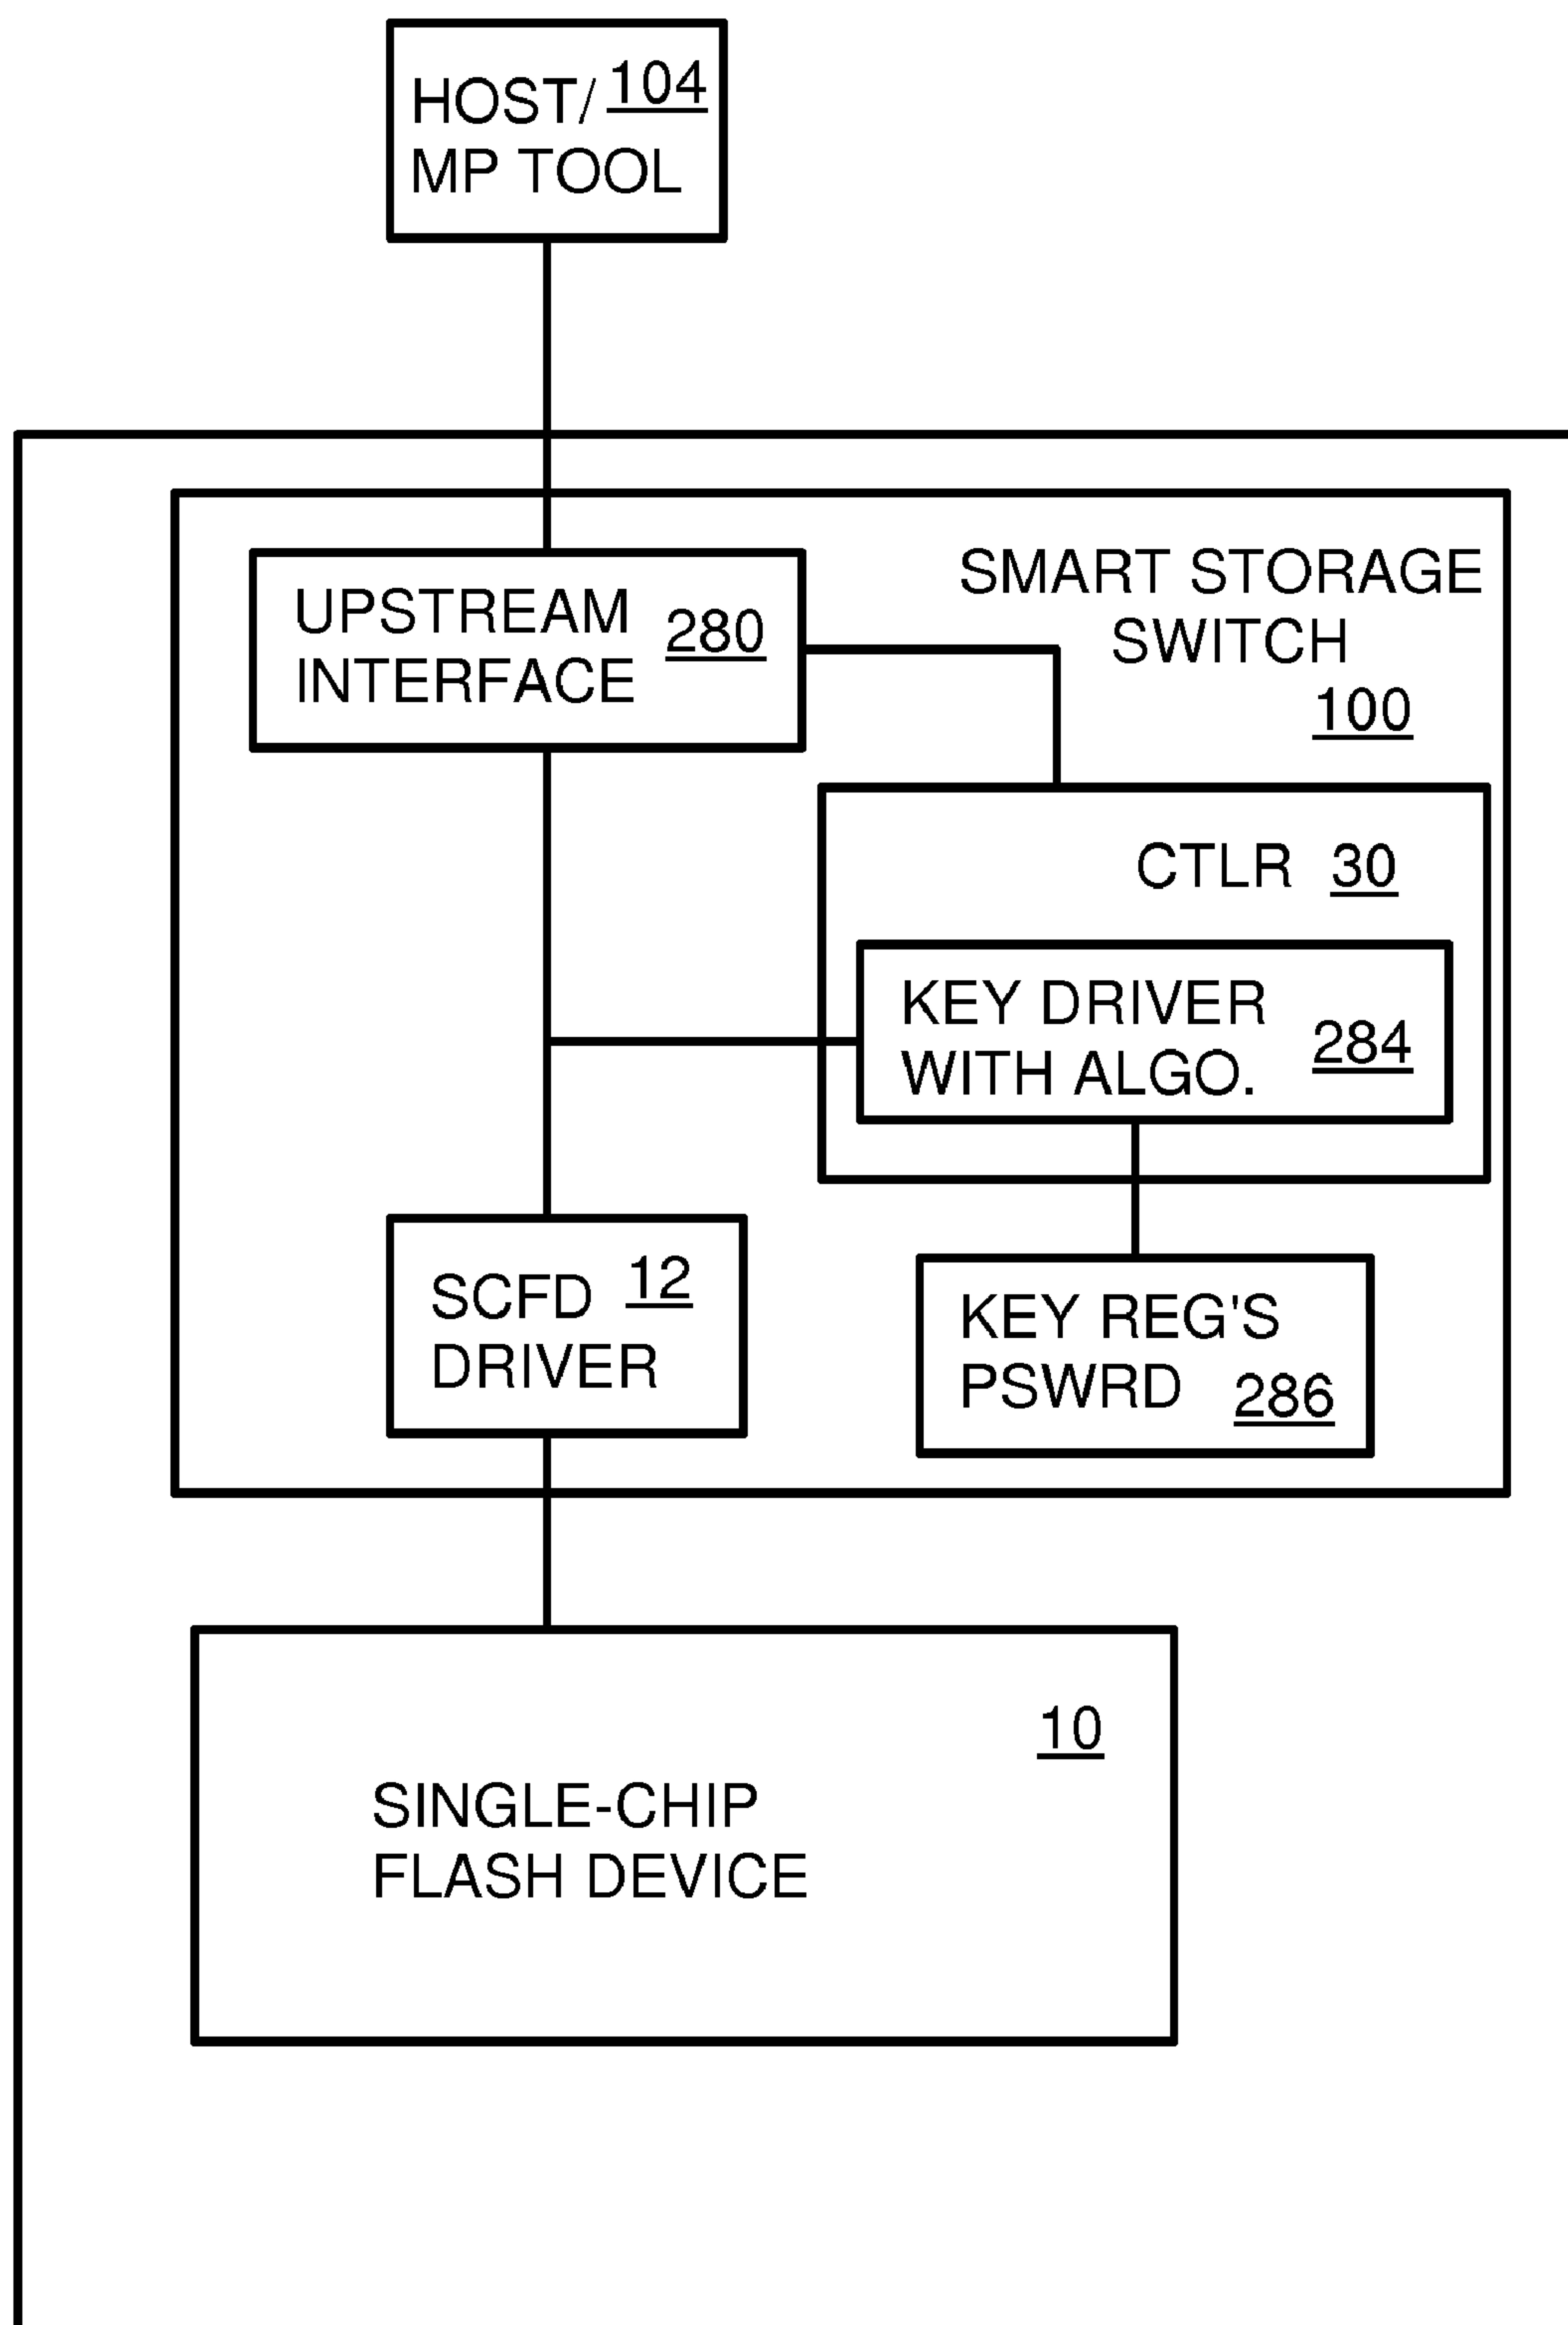 HOST/ 104
MP TOOL
SMART STORAGE
SWITCH
100
UPSTREAM
INTERFACE 280
CTLR 30
KEY DRIVER
WITH ALGO. 284
SCFD 12
DRIVER
KEY REG'S
PSWRD 286
10
SINGLE-CHIP
FLASH DEVICE